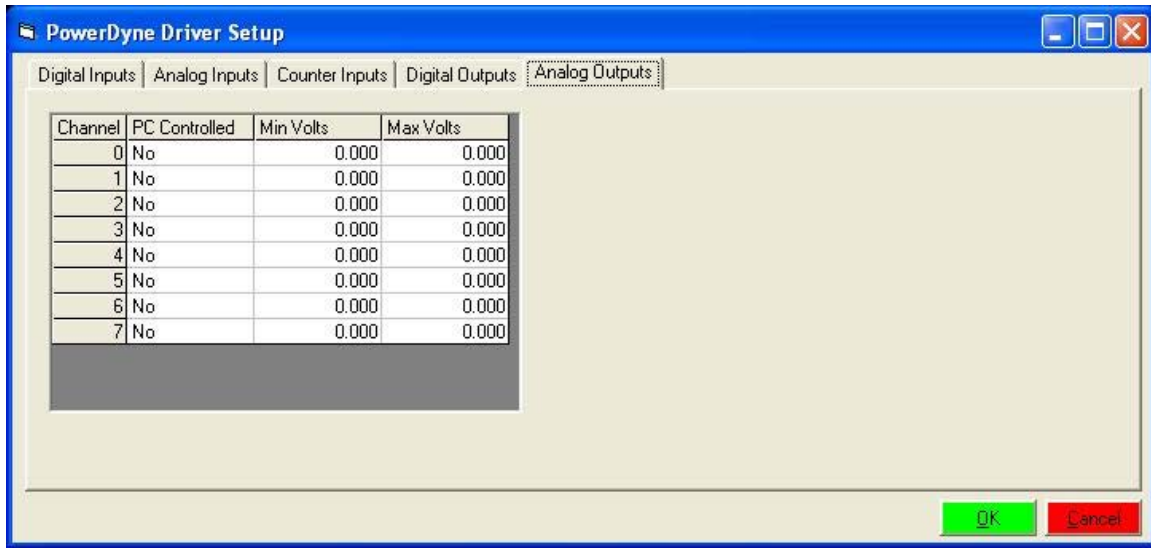 PowerDyne Driver Setup
Digital Inputs Analog Inputs Counter Inputs Digital Outputs Analog Outputs
Channel PC Controlled Min Volts Max Volts
0 No 0.000 0.000
1 No 0.000 0.000
2 No 0.000 0.000
3 No 0.000 0.000
4 No 0.000 0.000
5 No 0.000 0.000
6 No 0.000 0.000
7 No 0.000 0.000
OK Cancel